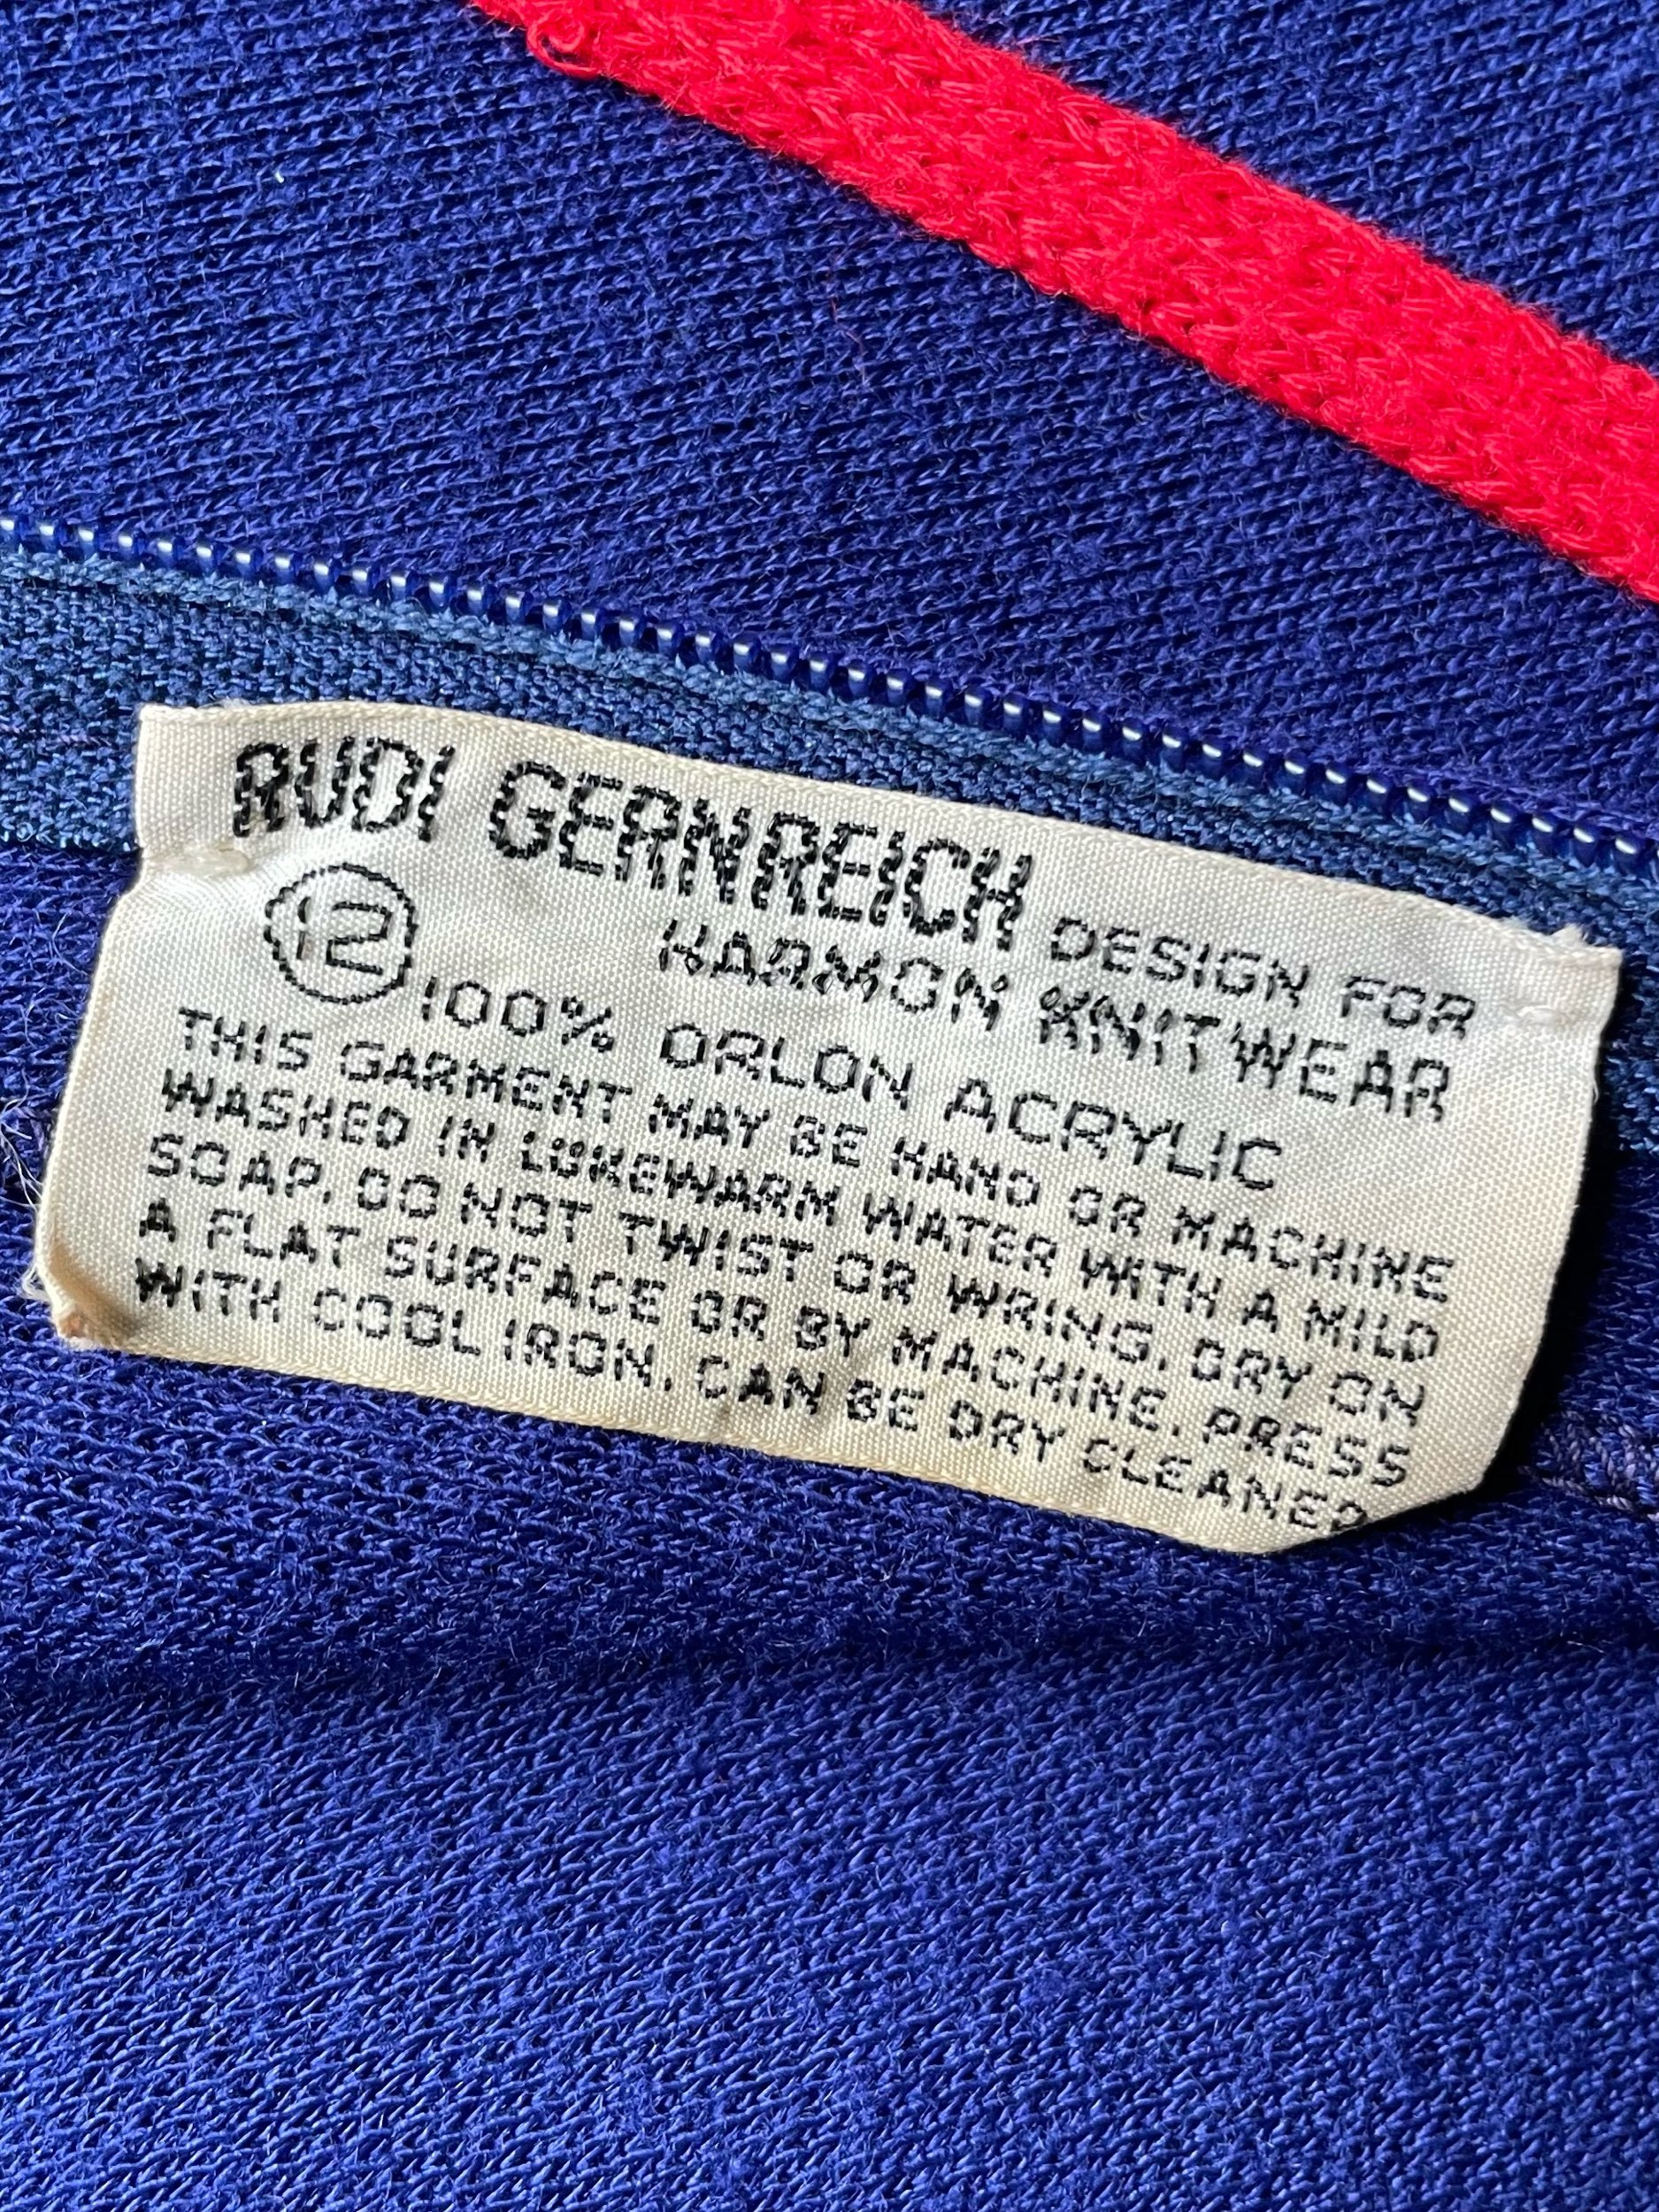 RUDI GERNREICH DESIGN FOR
HARMON KNITWEAR
12 100% ORLON ACRYLIC
THIS GARMENT MAY BE HAND OR MACHINE
WASHED IN LUKEWARM WATER WITH A MILD
SOAP. DO NOT TWIST OR WRING. DRY ON
A FLAT SURFACE OR BY MACHINE. PRESS
WITH COOL IRON. CAN BE DRY CLEANED